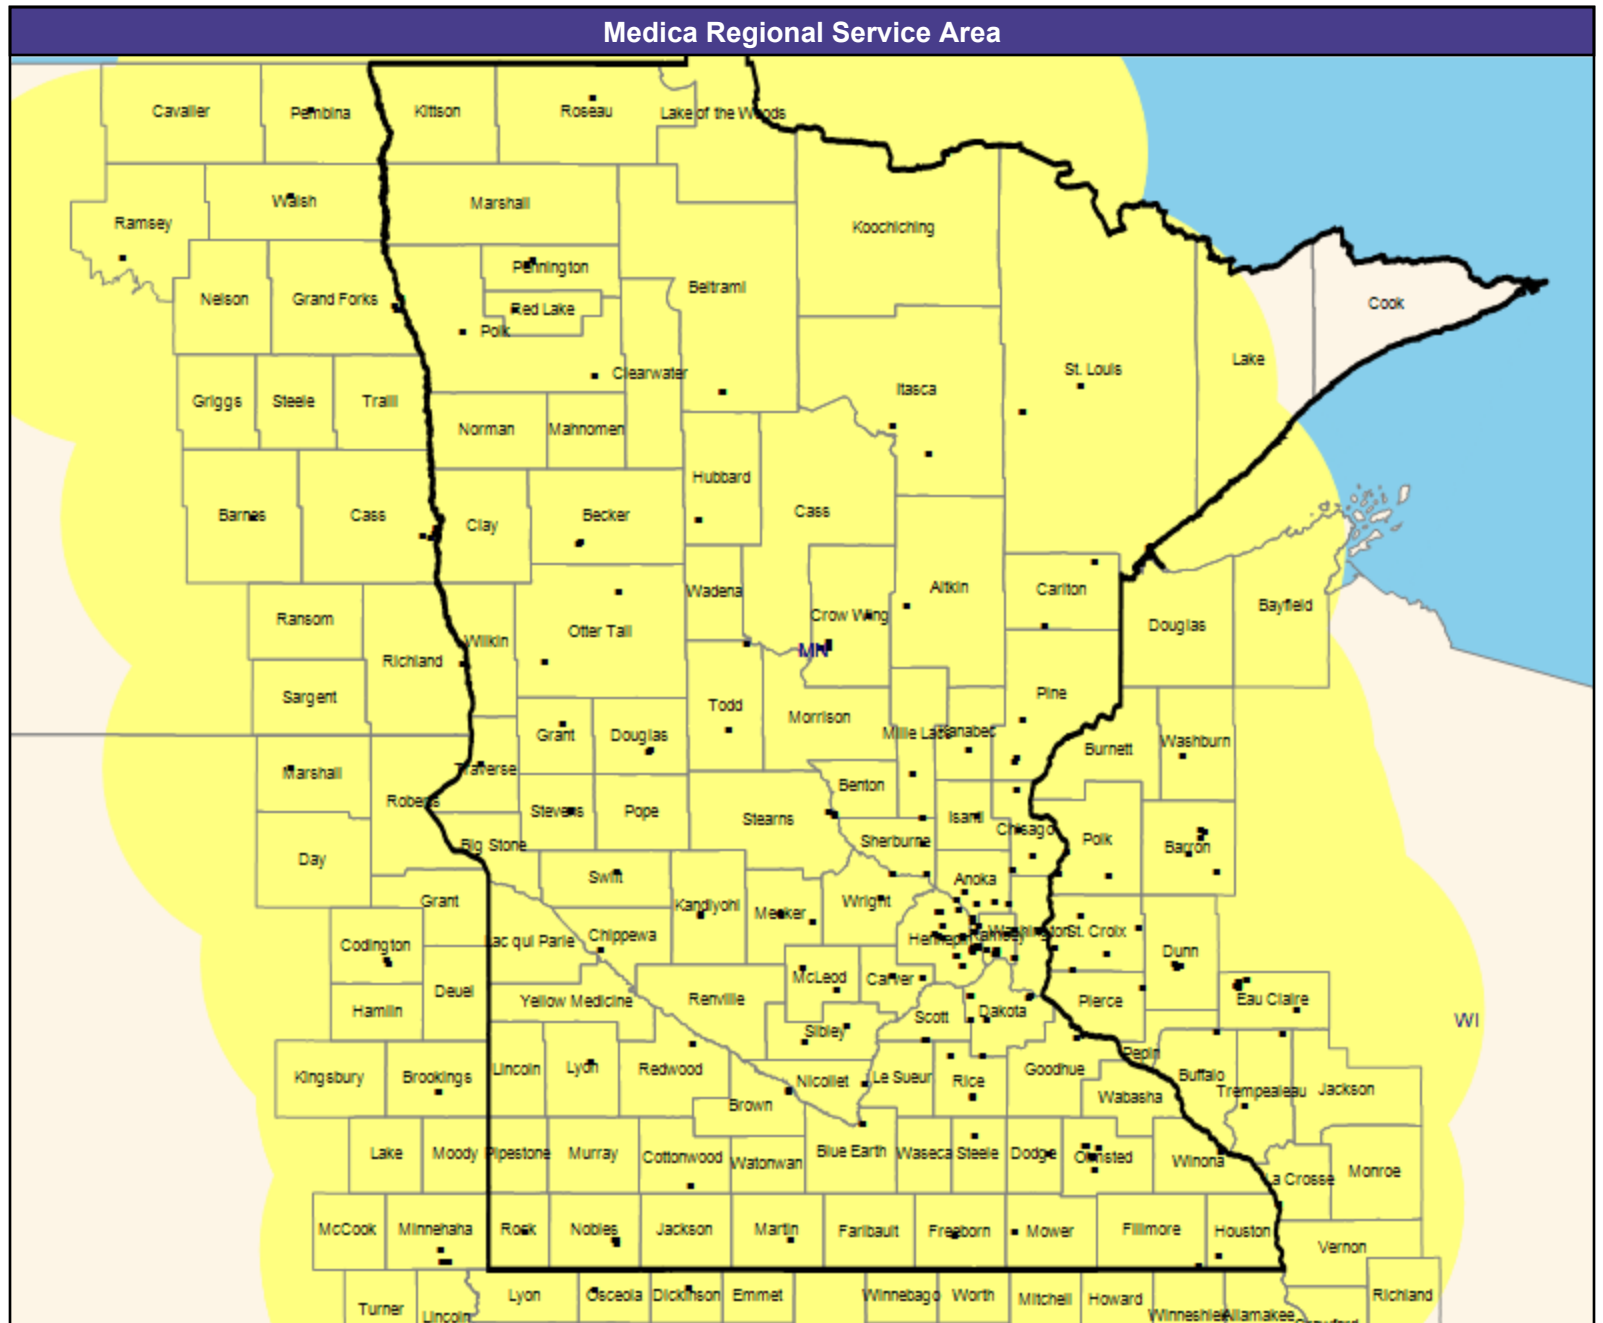 Medica Regional Service Area
Cavalier
Pembina
Kittson
Roseau
Lake of the Woods
Walsh
Marshall
Ramsey
Koochiching
Pennington
Beltrami
Nelson
Grand Forks
Red Lake
Cook
Polk
Lake
St. Louis
Clearwater
Itasca
Griggs
Steele
Traill
Norman
Mahnomen
Hubbard
Barnes
Cass
Clay
Becker
Cass
Wadena
Aitkin
Carlton
Bayfield
Ransom
Otter Tail
Crow Wing
Douglas
Wilkin
MN
Richland
Sargent
Pine
Todd
Morrison
Grant
Douglas
Mille Lacs
Kanabec
Burnett
Washburn
Marshall
Traverse
Benton
Roberts
Stevens
Pope
Stearns
Isanti
Chisago
Big Stone
Sherburne
Polk
Barron
Day
Swift
Anoka
Grant
Kandiyohi
Meeker
Wright
Codington
Lac qui Parle
Chippewa
Hennepin
Ramsey
Washington
St. Croix
Dunn
Deuel
McLeod
Carver
Hamlin
Yellow Medicine
Renville
Scott
Dakota
Pierce
Eau Claire
WI
Sibley
Pepin
Kingsbury
Brookings
Lincoln
Lyon
Redwood
Nicollet
Le Sueur
Rice
Goodhue
Buffalo
Trempealeau
Jackson
Brown
Wabasha
Lake
Moody
Pipestone
Murray
Cottonwood
Watonwan
Blue Earth
Waseca
Steele
Dodge
Olmsted
Winona
La Crosse
Monroe
McCook
Minnehaha
Rock
Nobles
Jackson
Martin
Faribault
Freeborn
Mower
Fillmore
Houston
Vernon
Turner
Lincoln
Lyon
Osceola
Dickinson
Emmet
Winnebago
Worth
Mitchell
Howard
Winneshiek
Allamakee
Crawford
Richland